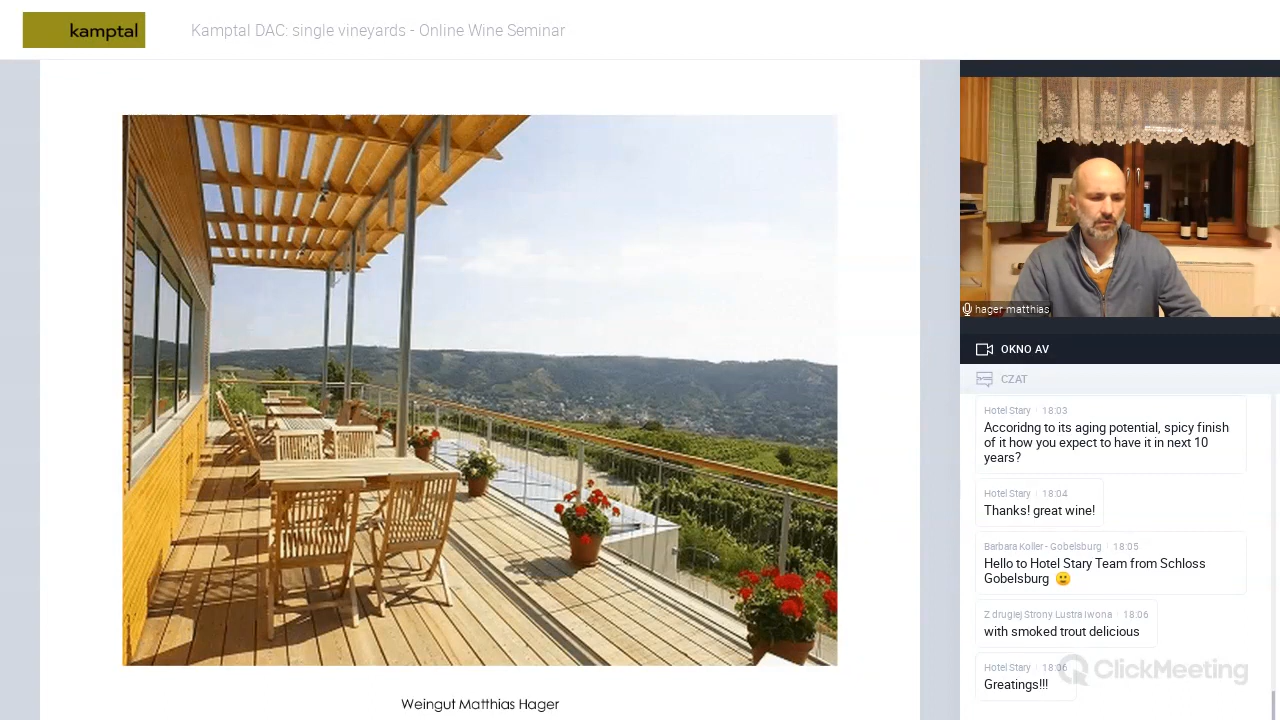 kamptal
Kamptal DAC: single vineyards - Online Wine Seminar
Weingut Matthias Hager
hager matthias
OKNO AV
CZAT
Hotel Stary 18:03
Accoridng to its aging potential, spicy finish
of it how you expect to have it in next 10
years?
Hotel Stary 18:04
Thanks! great wine!
Barbara Koller - Gobelsburg 18:05
Hello to Hotel Stary Team from Schloss
Gobelsburg
Z drugiej Strony Lustra Iwona 18:06
with smoked trout delicious
Hotel Stary 18:06
Greatings!!!
ClickMeeting